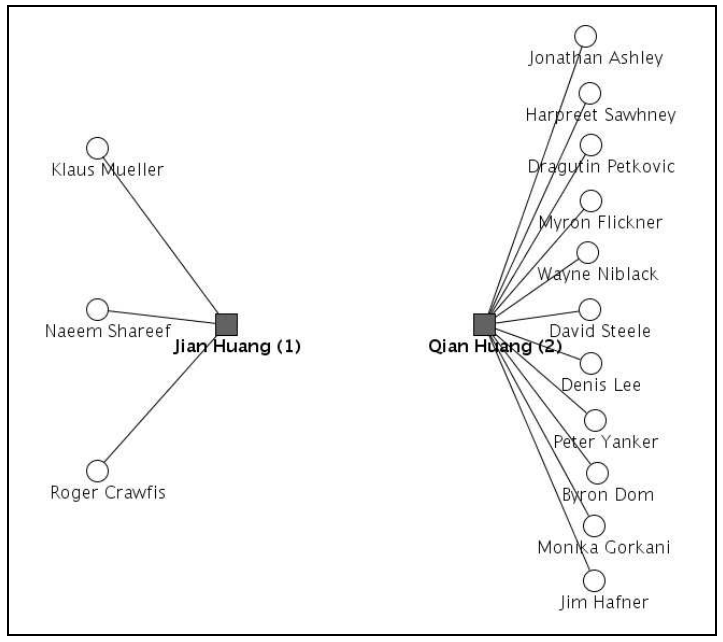 Jonathan Ashley
Harpreet Sawhney
Klaus Mueller
Dragutin Petkovic
Myron Flickner
Wayne Niblack
Naeem Shareef
David Steele
Jian Huang (1)
Qian Huang (2)
Denis Lee
Peter Yanker
Roger Crawfis
Byron Dom
Monika Gorkani
Jim Hafner